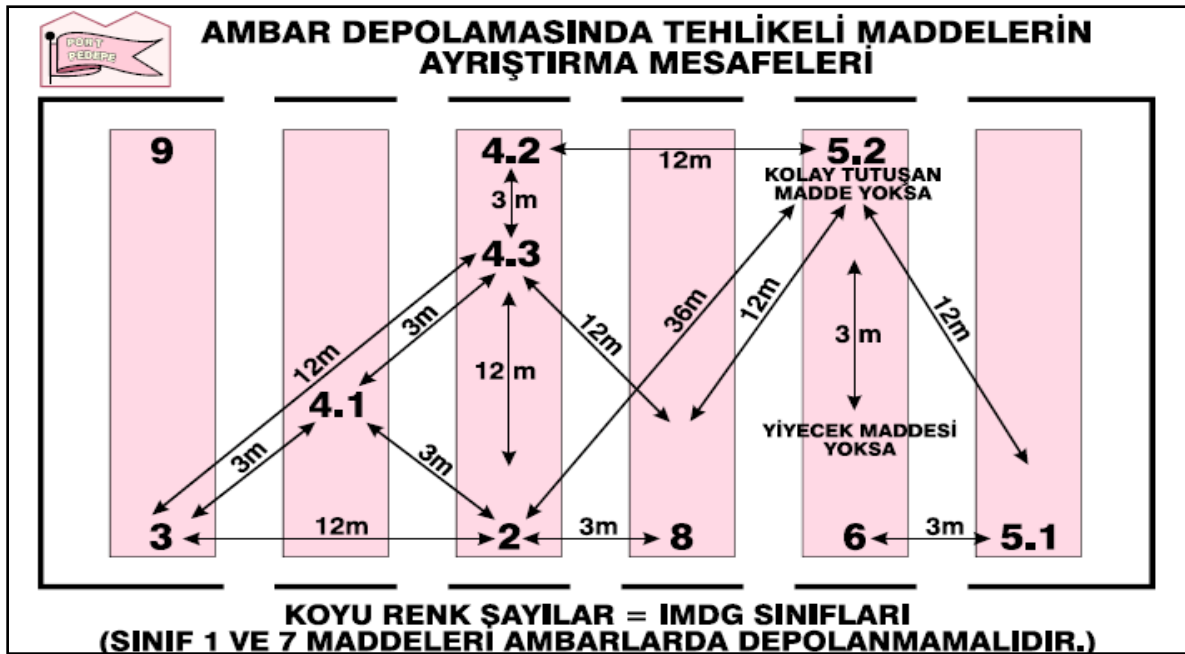 PORT
PEDEPE
AMBAR DEPOLAMASINDA TEHLİKELİ MADDELERİN
AYRIŞTIRMA MESAFELERİ
9
4.2
12m
5.2
KOLAY TUTUŞAN
MADDE YOKSA
3 m
4.3
12m
3m
12 m
12m
36m
12m
3 m
12m
4.1
3m
3m
YİYECEK MADDESİ
YOKSA
3
12m
2
3m
8
6
3m
5.1
KOYU RENK ŞAYILAR = IMDG SINIFLARI
(SINIF 1 VE 7 MADDELERİ AMBARLARDA DEPOLANMAMALIDIR.)